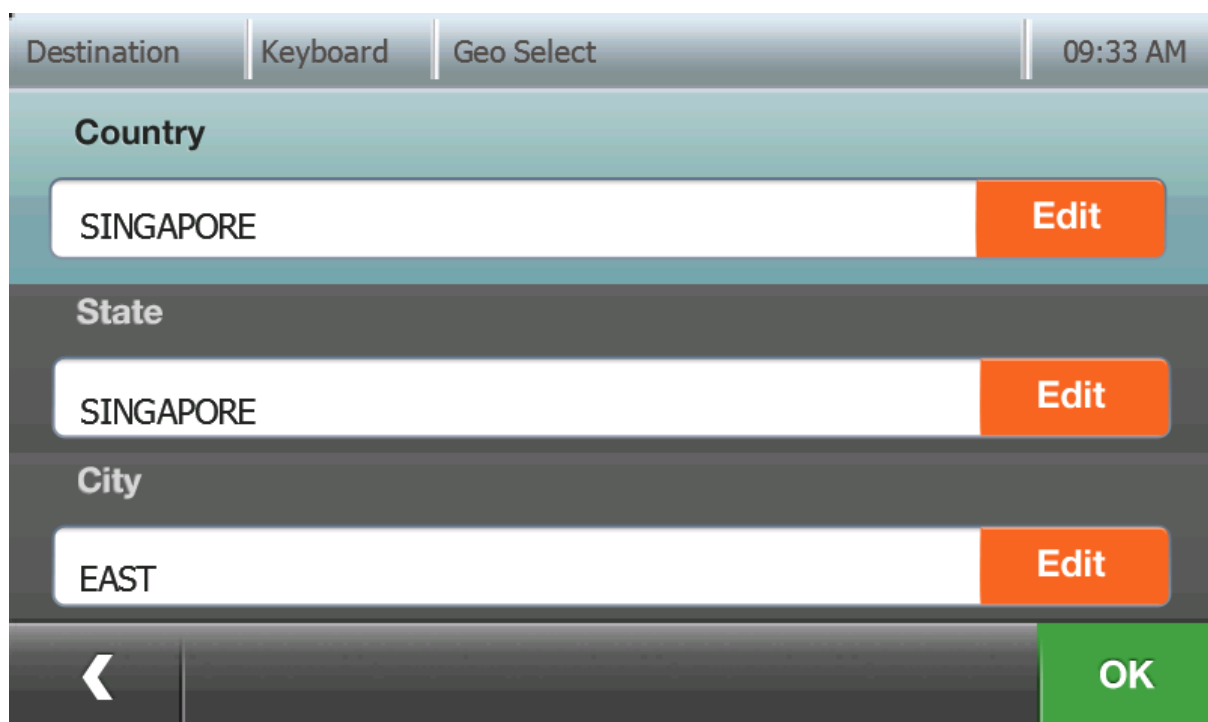 Destination Keyboard Geo Select 09:33 AM
Country
SINGAPORE Edit
State
SINGAPORE Edit
City
EAST Edit
OK